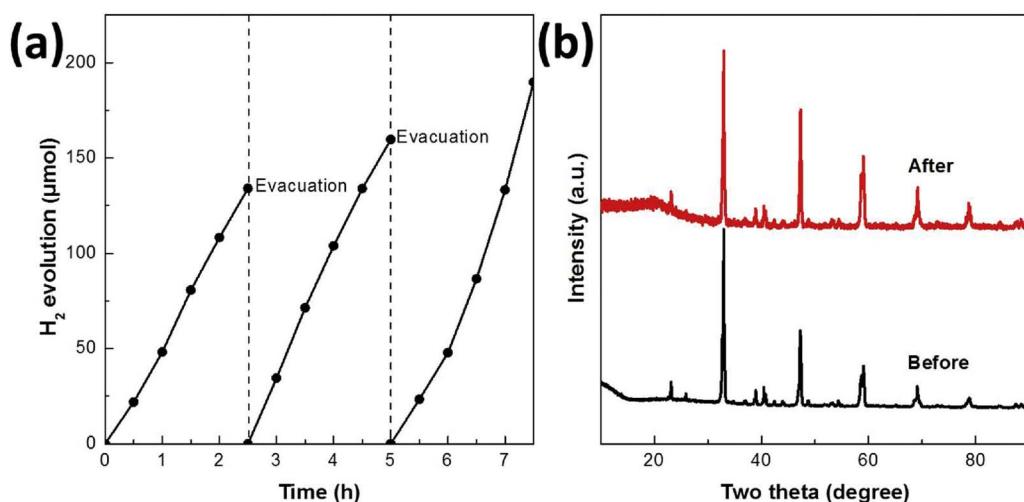 (a)
H₂ evolution (μmol)
200
150
100
50
0
Evacuation
Evacuation
0 1 2 3 4 5 6 7
Time (h)
(b)
Intensity (a.u.)
After
Before
20 40 60 80
Two theta (degree)